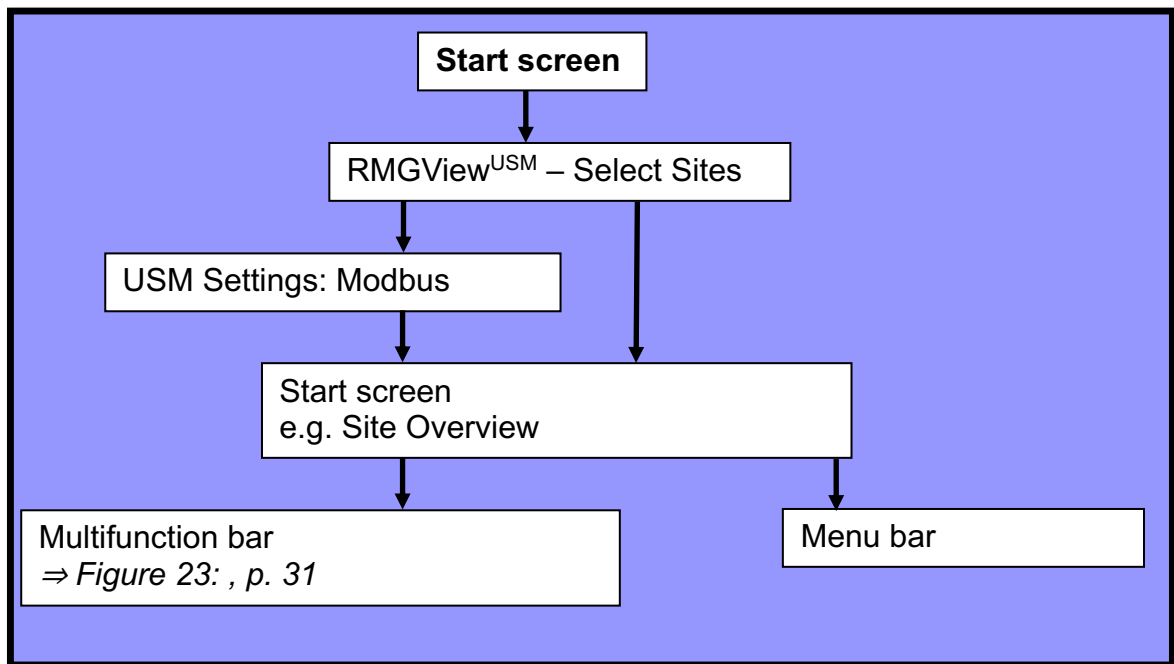 Start screen
RMGViewᵁˢᴹ – Select Sites
USM Settings: Modbus
Start screen
e.g. Site Overview
Multifunction bar
⇒ Figure 23: , p. 31
Menu bar